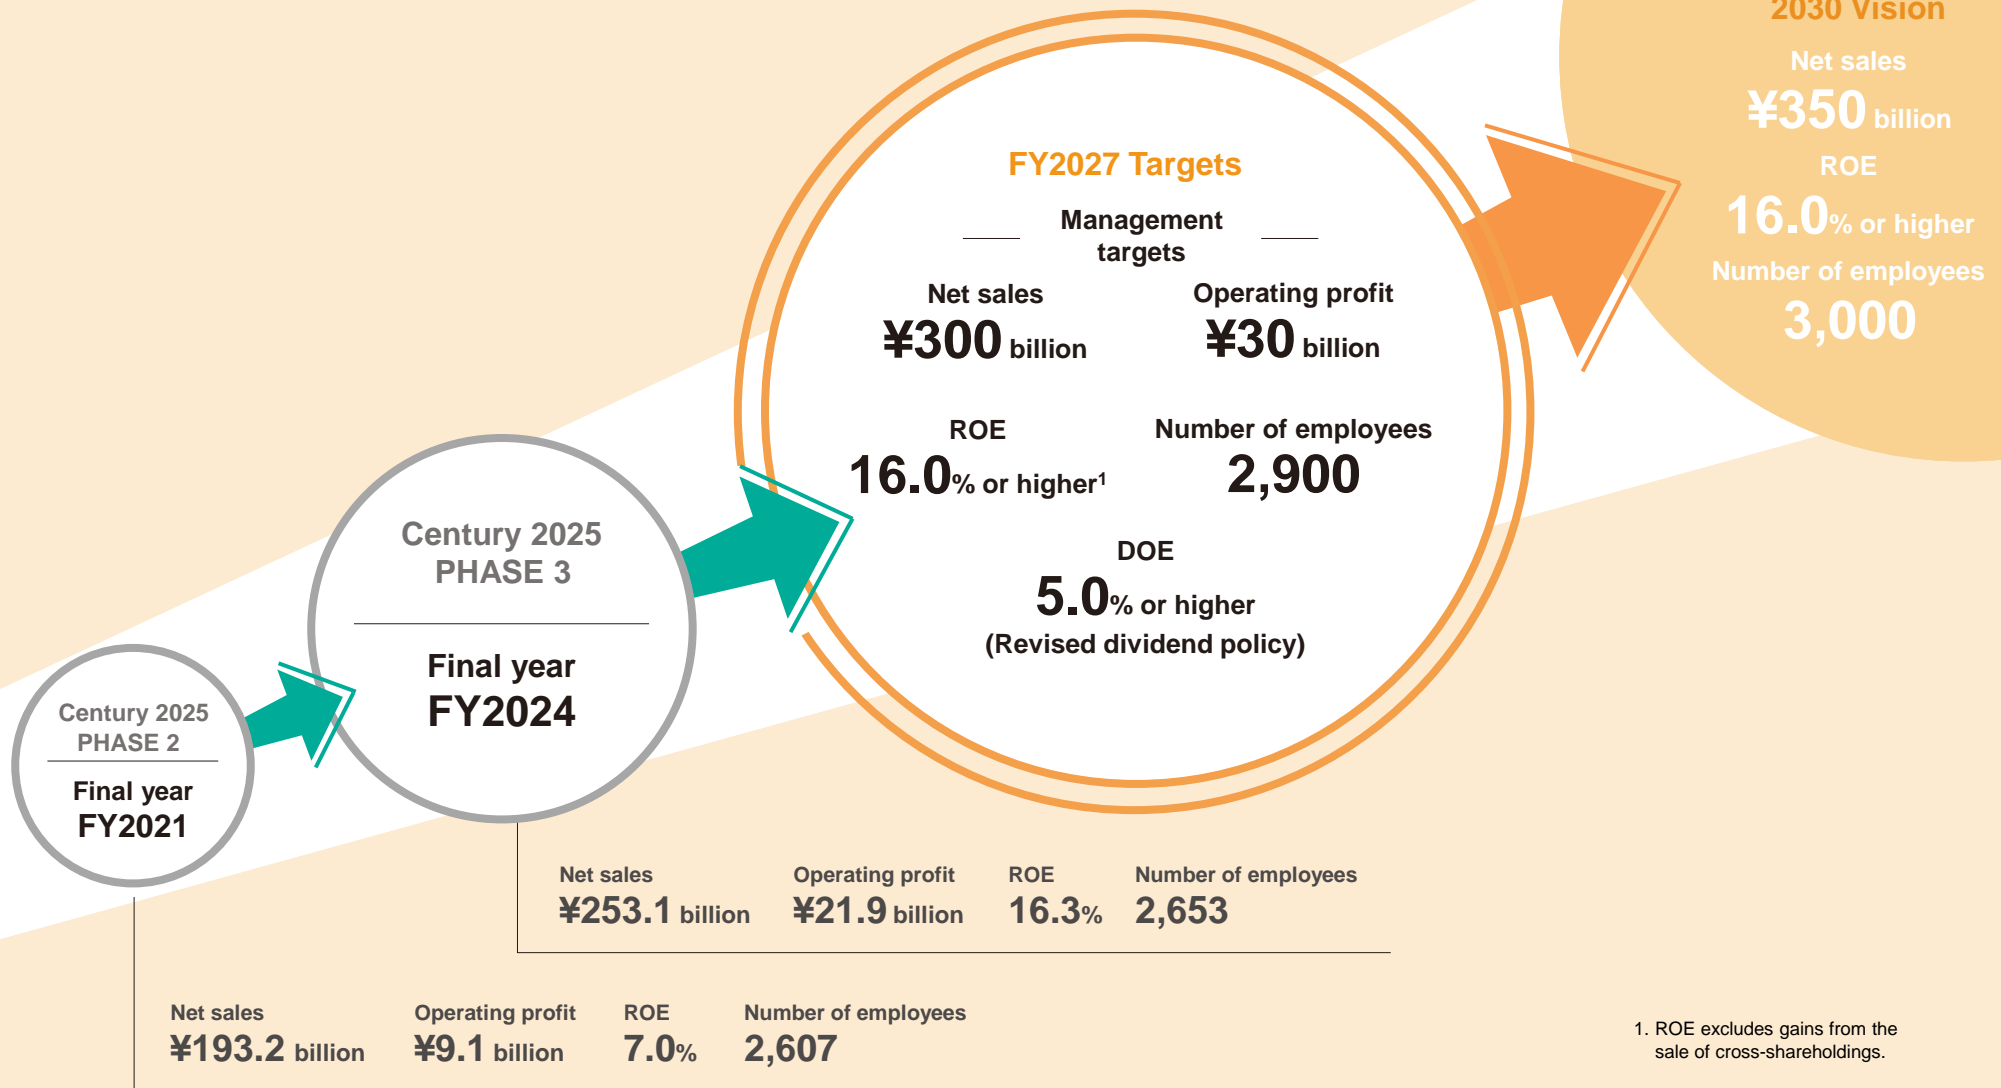 2030 Vision
Net sales
¥350 billion
ROE
16.0% or higher
Number of employees
3,000
FY2027 Targets
Management
targets
Net sales
¥300 billion
Operating profit
¥30 billion
ROE
16.0% or higher1
Number of employees
2,900
DOE
5.0% or higher
(Revised dividend policy)
Century 2025
PHASE 3
Final year
FY2024
Century 2025
PHASE 2
Final year
FY2021
Net sales
¥253.1 billion
Operating profit
¥21.9 billion
ROE
16.3%
Number of employees
2,653
Net sales
¥193.2 billion
Operating profit
¥9.1 billion
ROE
7.0%
Number of employees
2,607
1. ROE excludes gains from the
sale of cross-shareholdings.